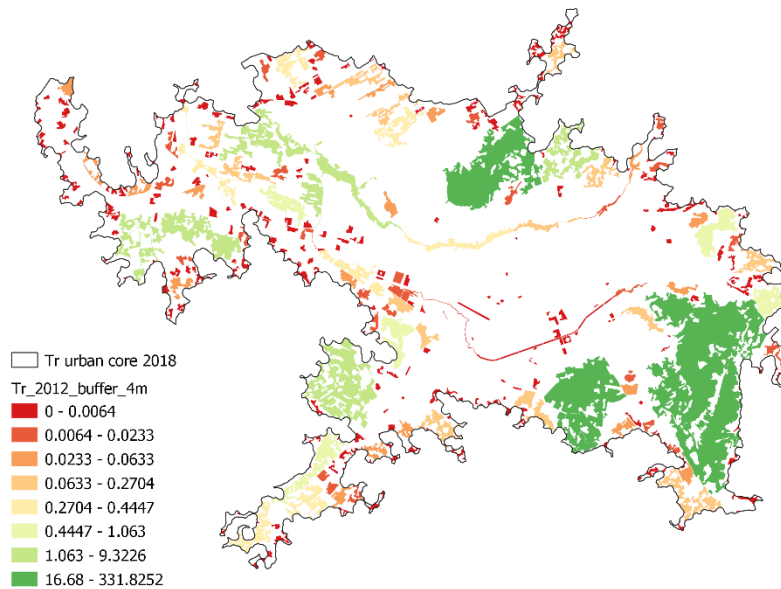 Tr urban core 2018
Tr_2012_buffer_4m
0 - 0.0064
0.0064 - 0.0233
0.0233 - 0.0633
0.0633 - 0.2704
0.2704 - 0.4447
0.4447 - 1.063
1.063 - 9.3226
16.68 - 331.8252